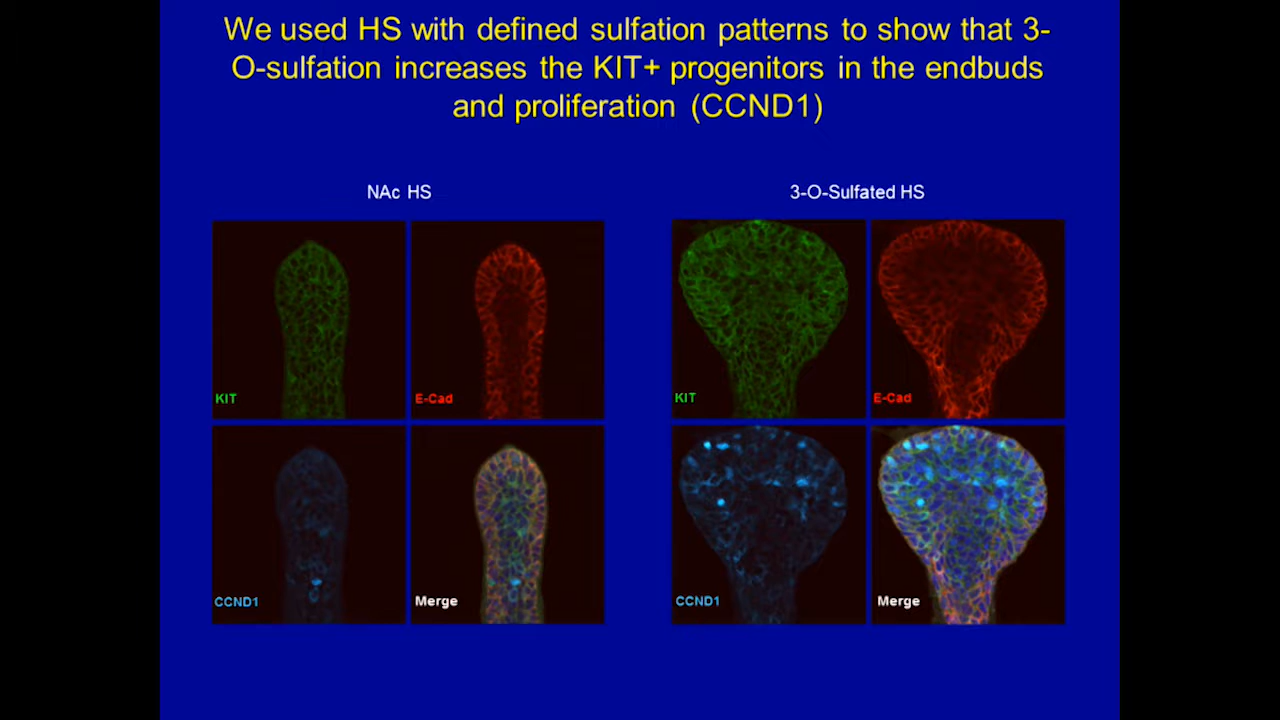 We used HS with defined sulfation patterns to show that 3-
O-sulfation increases the KIT+ progenitors in the endbuds
and proliferation (CCND1)
NAc HS
3-O-Sulfated HS
KIT
E-Cad
KIT
E-Cad
CCND1
Merge
CCND1
Merge